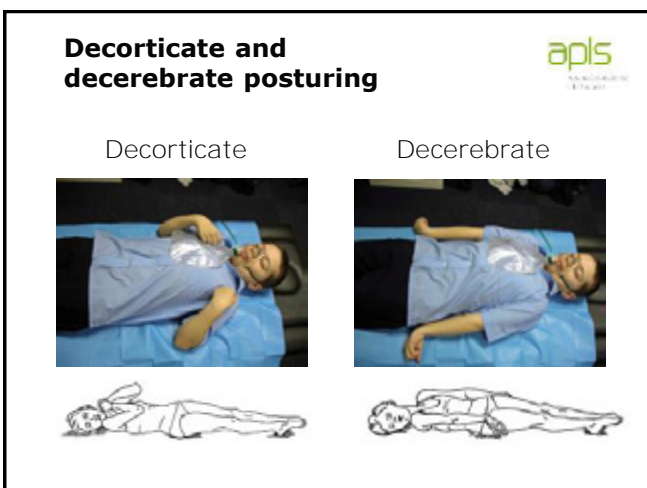 Decorticate and
decerebrate posturing
apls
Decorticate
Decerebrate